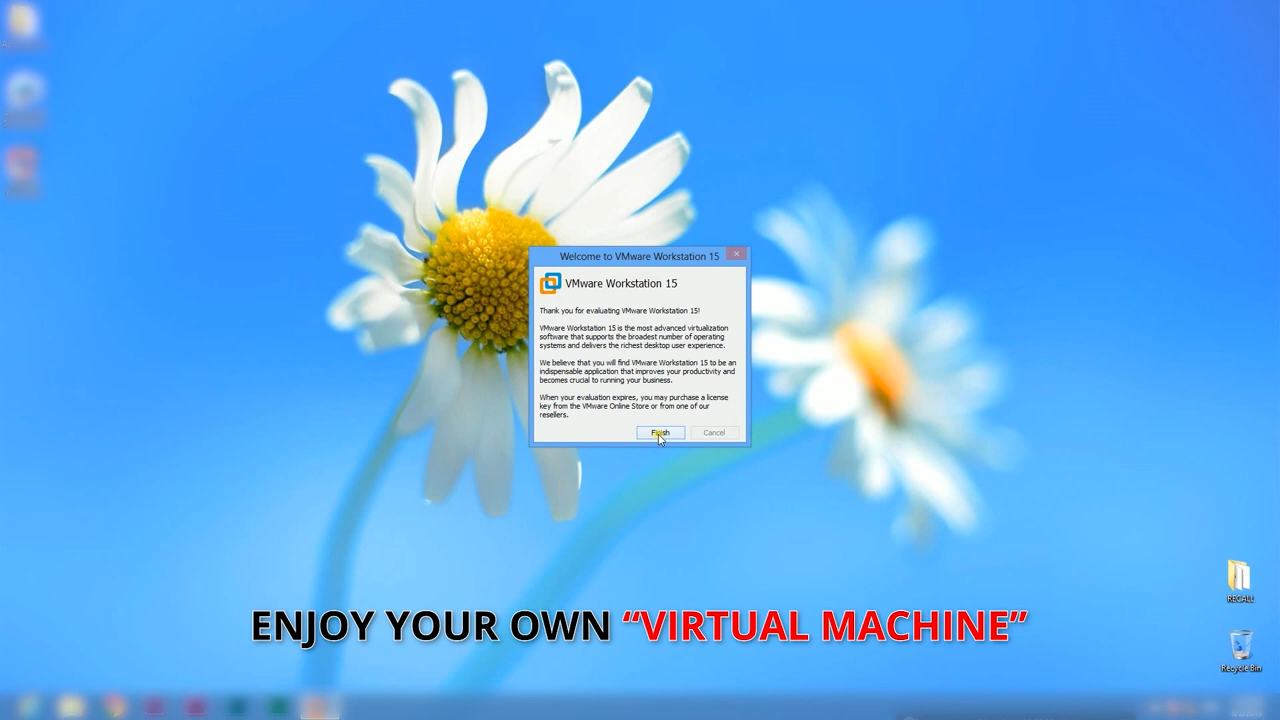 Welcome to VMware Workstation 15
VMware Workstation 15
Thank you for evaluating VMware Workstation 15!
VMware Workstation 15 is the most advanced virtualization
software that supports the broadest number of operating
systems and delivers the richest desktop user experience.
We believe that you will find VMware Workstation 15 to be an
indispensable application that improves your productivity and
becomes crucial to running your business.
When your evaluation expires, you may purchase a license
key from the VMware Online Store or from one of our
resellers.
Finish Cancel
RECALL
ENJOY YOUR OWN “VIRTUAL MACHINE”
Recycle Bin